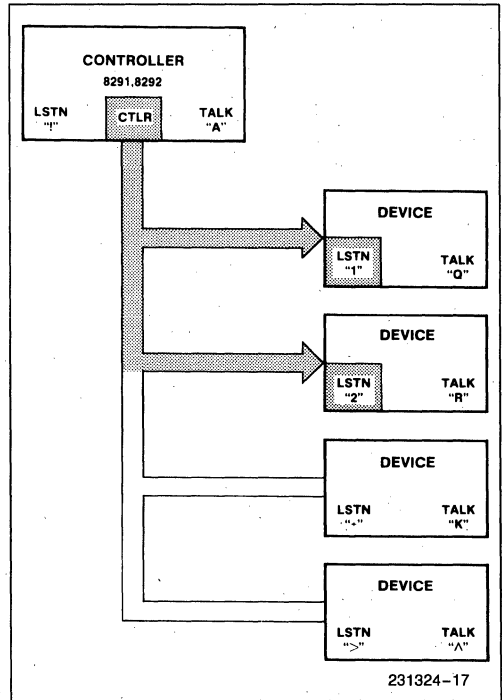 CONTROLLER
8291,8292
LSTN CTLR TALK
"!" "A"
DEVICE
LSTN TALK
"1" "Q"
DEVICE
LSTN TALK
"2" "R"
DEVICE
LSTN TALK
"+" "K"
DEVICE
LSTN TALK
">" "^"
231324-17